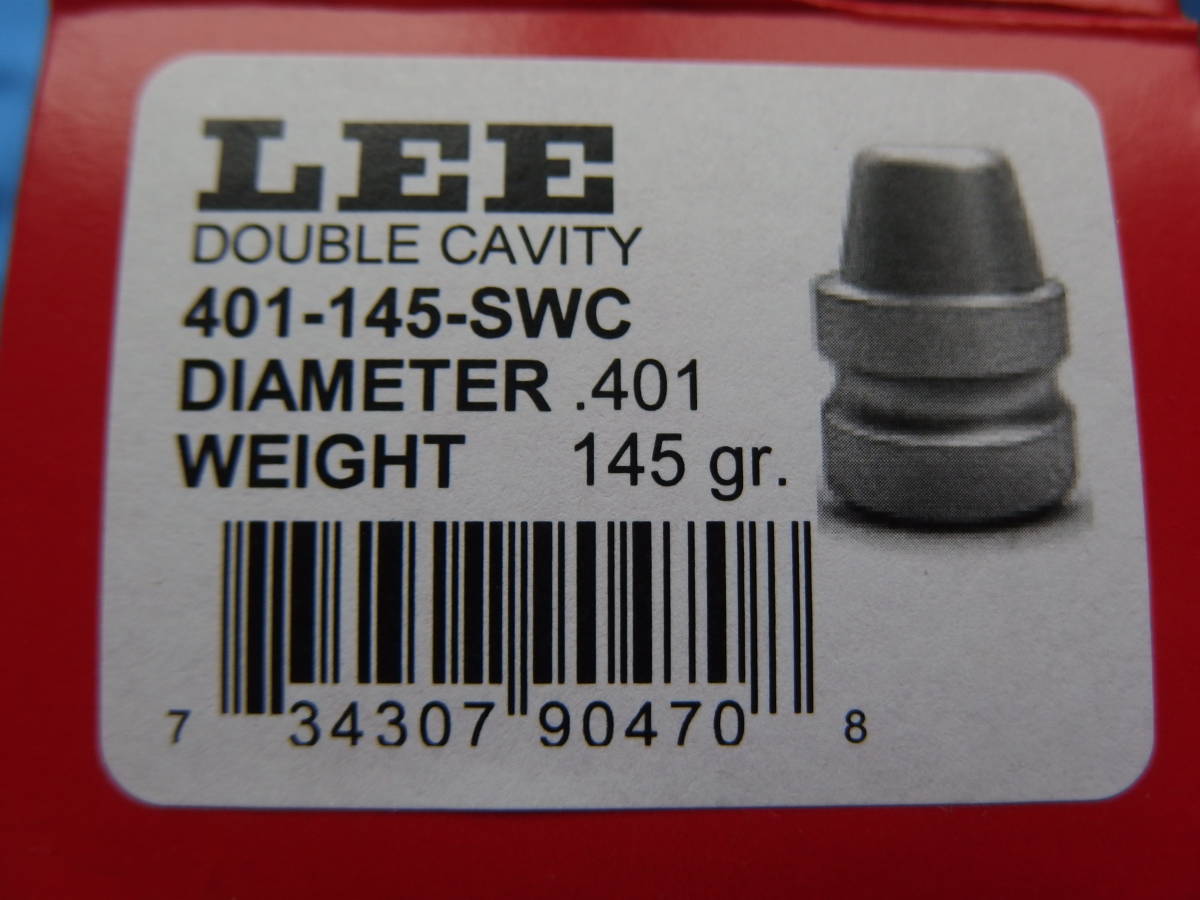 LEE
DOUBLE CAVITY
401-145-SWC
DIAMETER .401
WEIGHT 145 gr.
7 34307 90470 8